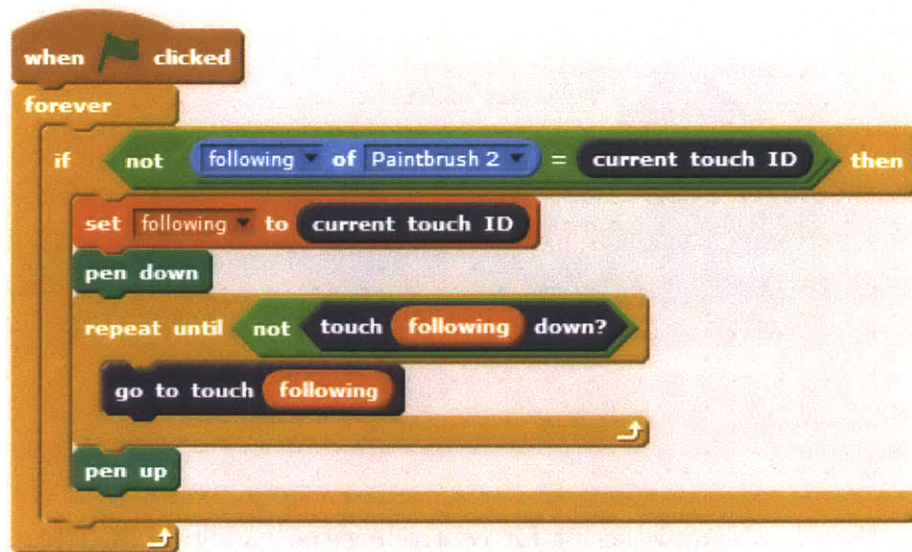 when clicked
forever
if not following of Paintbrush 2 = current touch ID then
set following to current touch ID
pen down
repeat until not touch following down?
go to touch following
pen up